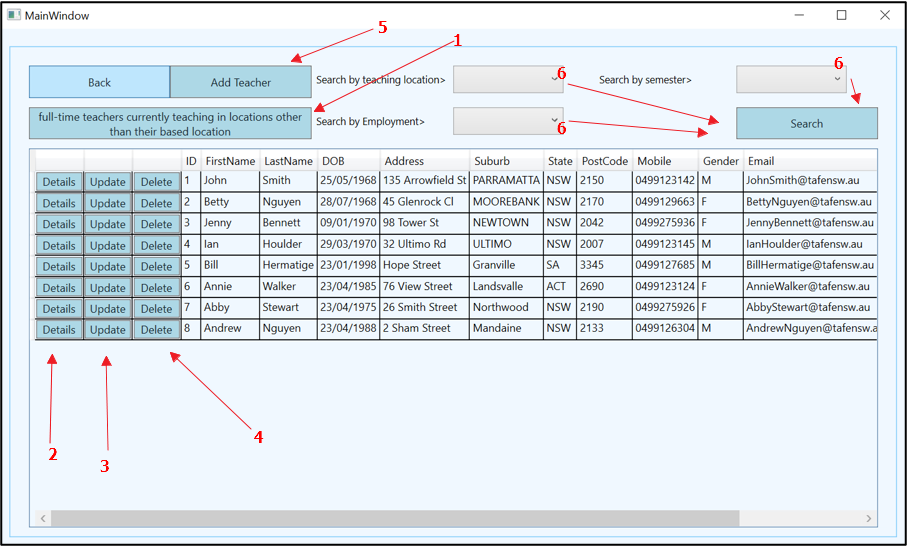 MainWindow
5
1
6
6
Back
Add Teacher
Search by teaching location>
Search by semester>
full-time teachers currently teaching in locations other
than their based location
Search by Employment>
6
Search
ID FirstName LastName DOB Address Suburb State PostCode Mobile Gender Email
Details Update Delete 1 John Smith 25/05/1968 135 Arrowfield St PARRAMATTA NSW 2150 0499123142 M JohnSmith@tafensw.au
Details Update Delete 2 Betty Nguyen 28/07/1968 45 Glenrock Cl MOOREBANK NSW 2170 0499129663 F BettyNguyen@tafensw.au
Details Update Delete 3 Jenny Bennett 09/01/1970 98 Tower St NEWTOWN NSW 2042 0499275936 F JennyBennett@tafensw.au
Details Update Delete 4 Ian Houlder 29/03/1970 32 Ultimo Rd ULTIMO NSW 2007 0499123145 M IanHoulder@tafensw.au
Details Update Delete 5 Bill Hermatige 23/01/1998 Hope Street Granville SA 3345 0499127685 M BillHermatige@tafensw.au
Details Update Delete 6 Annie Walker 23/04/1985 76 View Street Landsvalle ACT 2690 0499123124 F AnnieWalker@tafensw.au
Details Update Delete 7 Abby Stewart 23/04/1975 26 Smith Street Northwood NSW 2190 0499275926 F AbbyStewart@tafensw.au
Details Update Delete 8 Andrew Nguyen 23/04/1988 2 Sham Street Mandaine NSW 2133 0499126304 M AndrewNguyen@tafensw.a
2
3
4